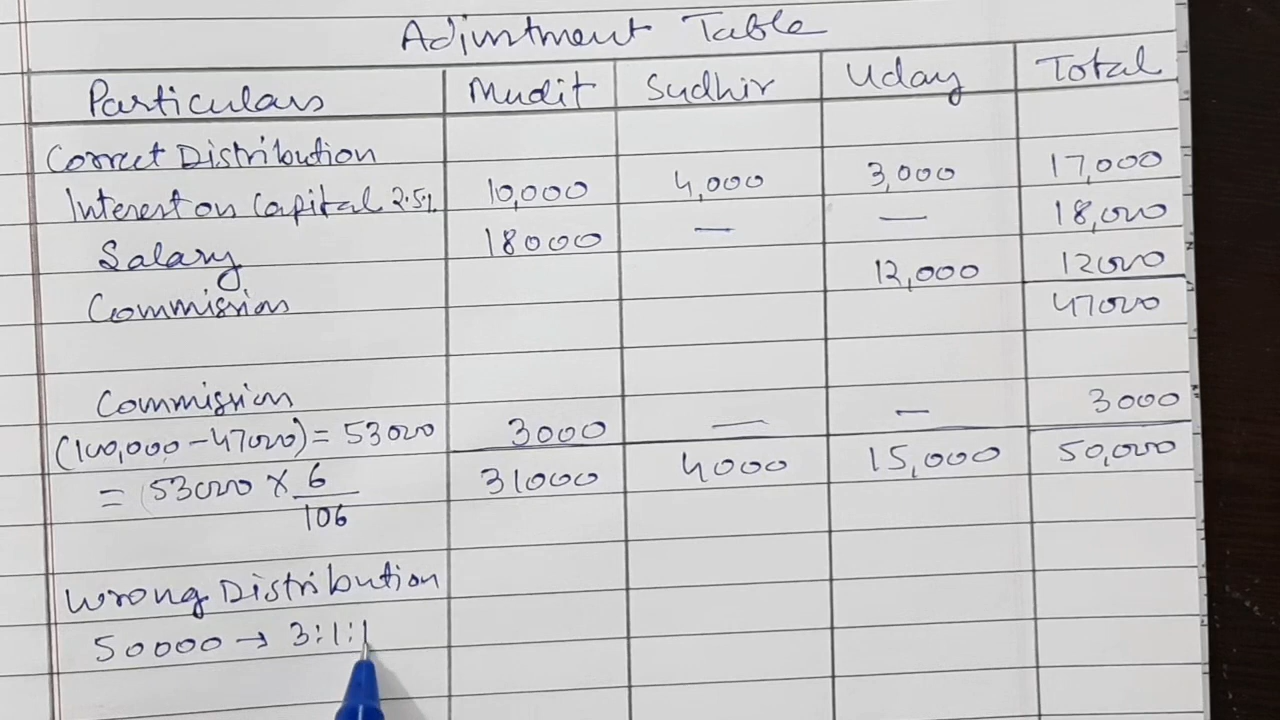 Adjustment Table
Particulars Mudit Sudhir Uday Total
Correct Distribution
Interest on Capital 2.5% 10,000 4,000 3,000 17,000
Salary 18000 — — 18,000
Commission 12,000 12000
47000
Commission
(100,000 - 47000) = 53000 3000 — — 3000
= 53000 × 6/106 31000 4000 15,000 50,000
Wrong Distribution
50000 → 3:1:1